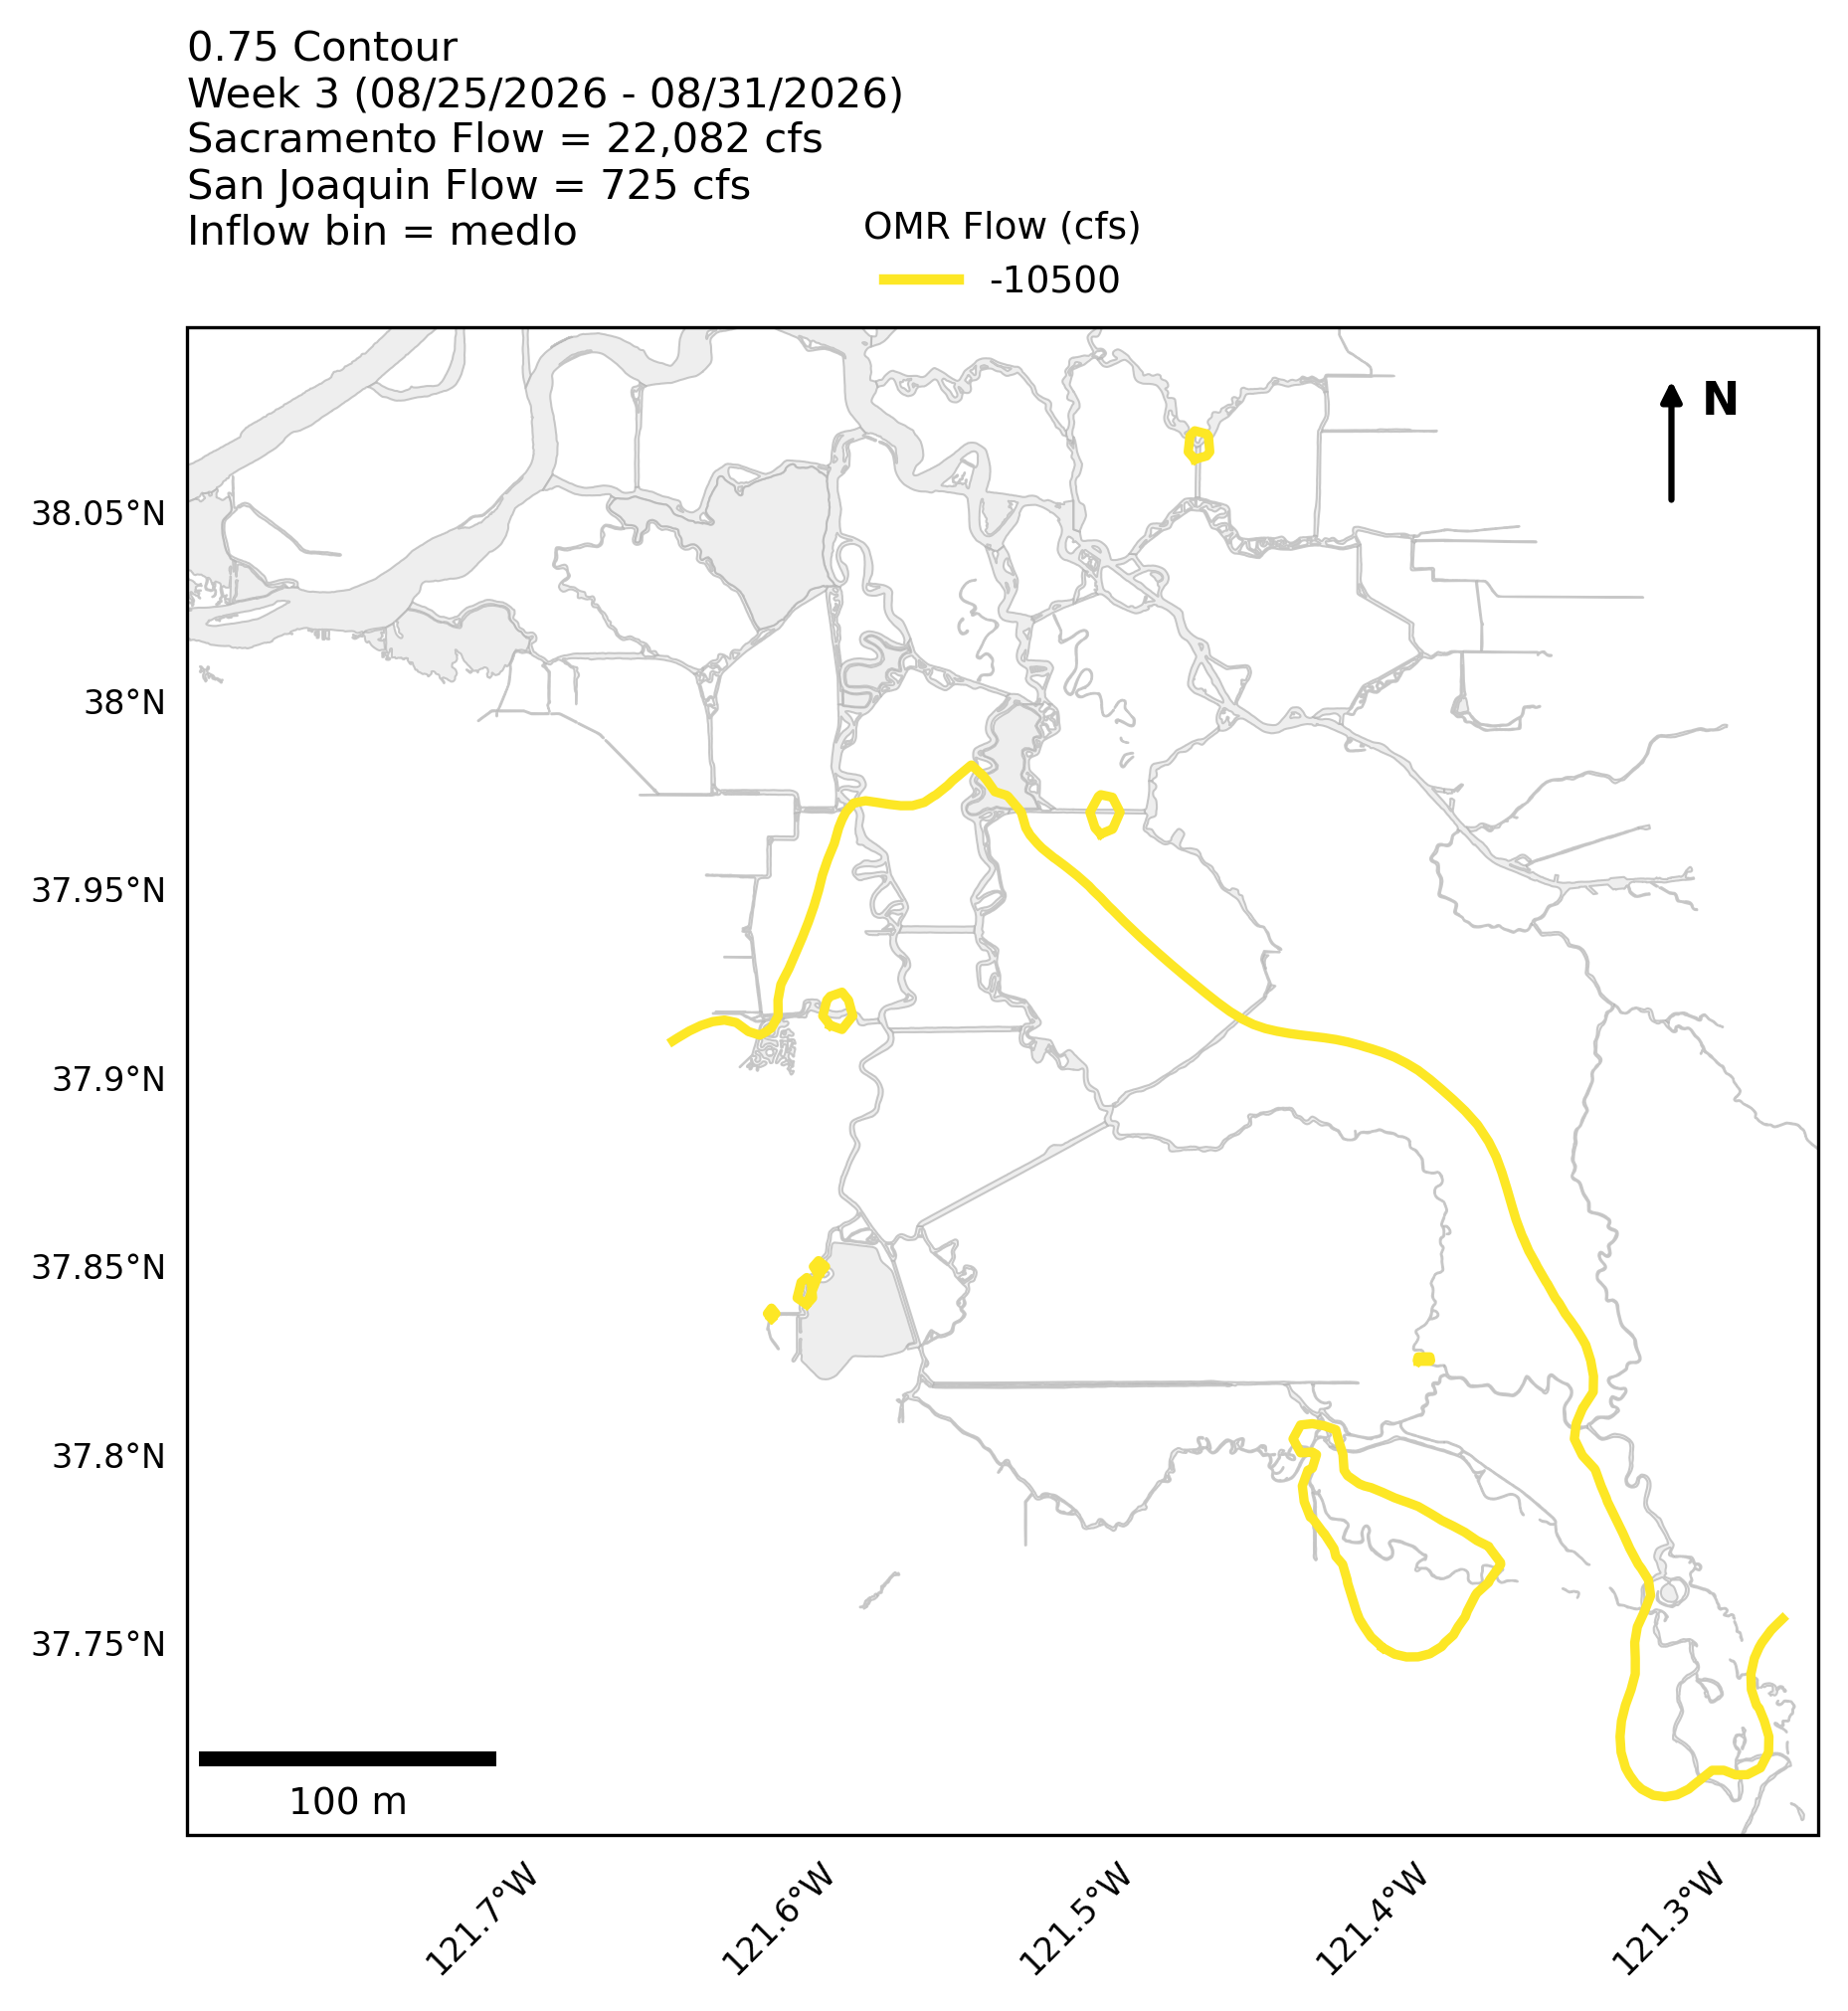 0.75 Contour
Week 3 (08/25/2026 - 08/31/2026)
Sacramento Flow = 22,082 cfs
San Joaquin Flow = 725 cfs
Inflow bin = medlo
OMR Flow (cfs)
-10500
N
38.05°N
38°N
37.95°N
37.9°N
37.85°N
37.8°N
37.75°N
100 m
121.7°W
121.6°W
121.5°W
121.4°W
121.3°W